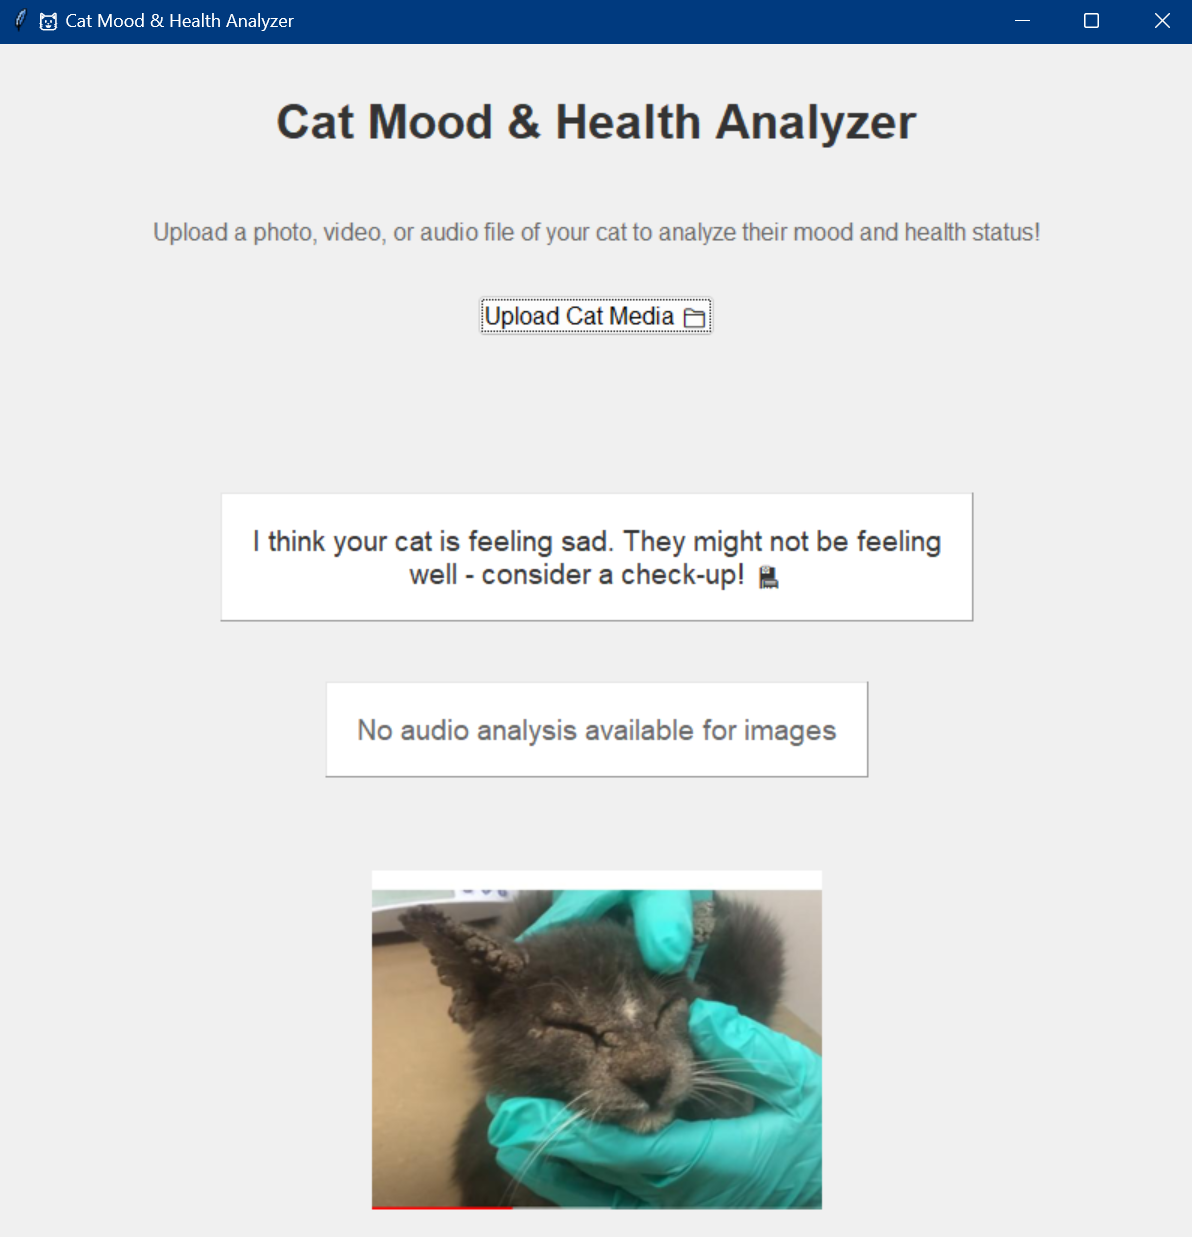 Cat Mood & Health Analyzer
Cat Mood & Health Analyzer
Upload a photo, video, or audio file of your cat to analyze their mood and health status!
Upload Cat Media
I think your cat is feeling sad. They might not be feeling
well - consider a check-up!
No audio analysis available for images